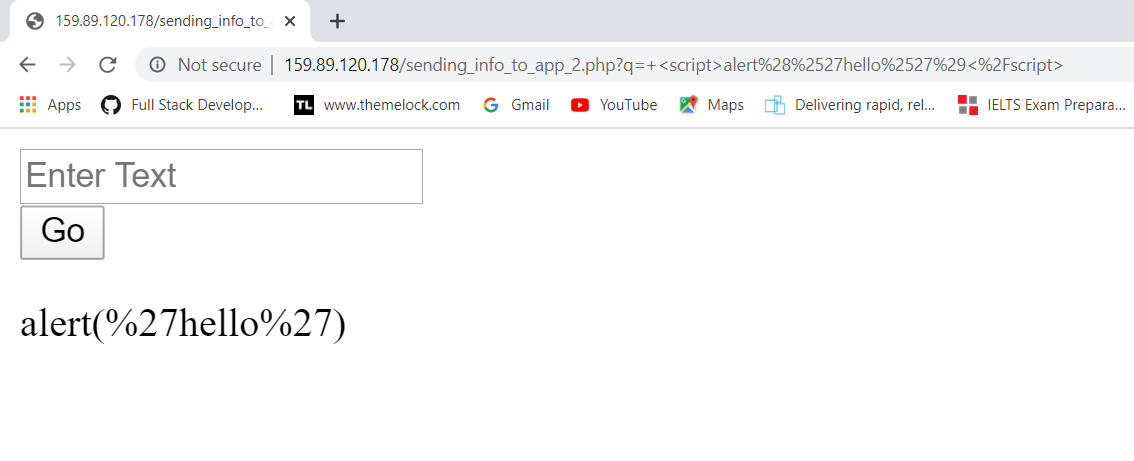 159.89.120.178/sending_info_to_
Not secure | 159.89.120.178/sending_info_to_app_2.php?q=+<script>alert%28%2527hello%2527%29<%2Fscript>
Apps Full Stack Develop... TL www.themelock.com Gmail YouTube Maps Delivering rapid, rel... IELTS Exam Prepara...
Enter Text
Go
alert(%27hello%27)